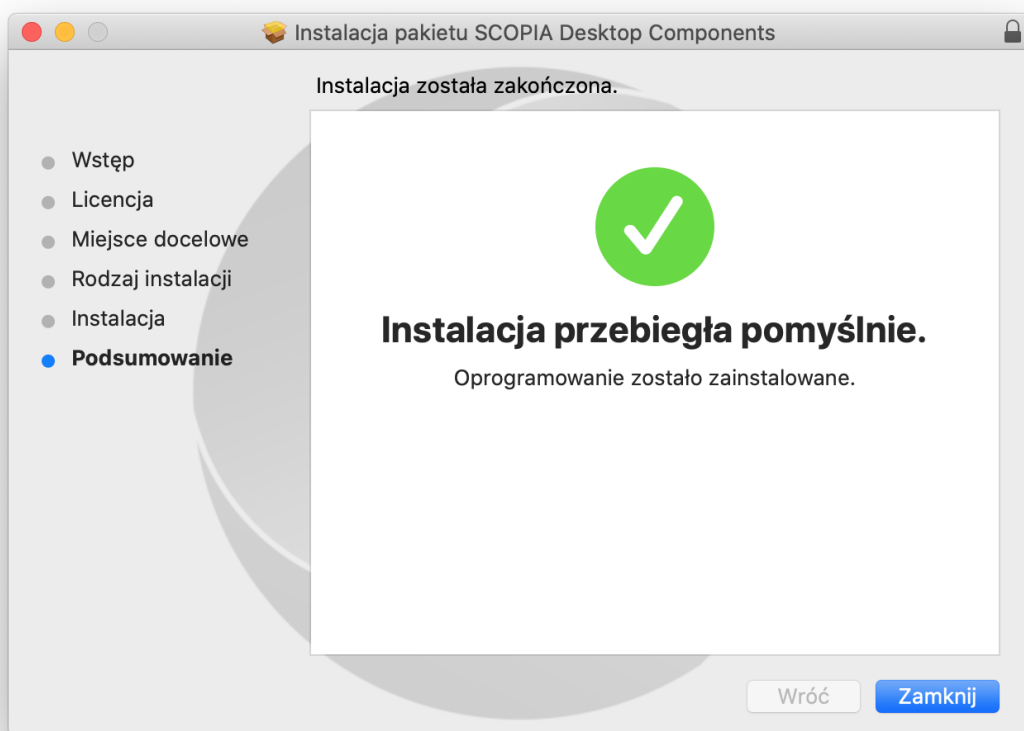 Instalacja pakietu SCOPIA Desktop Components
Instalacja została zakończona.
Wstęp
Licencja
Miejsce docelowe
Rodzaj instalacji
Instalacja
Podsumowanie
Instalacja przebiegła pomyślnie.
Oprogramowanie zostało zainstalowane.
Wróć
Zamknij